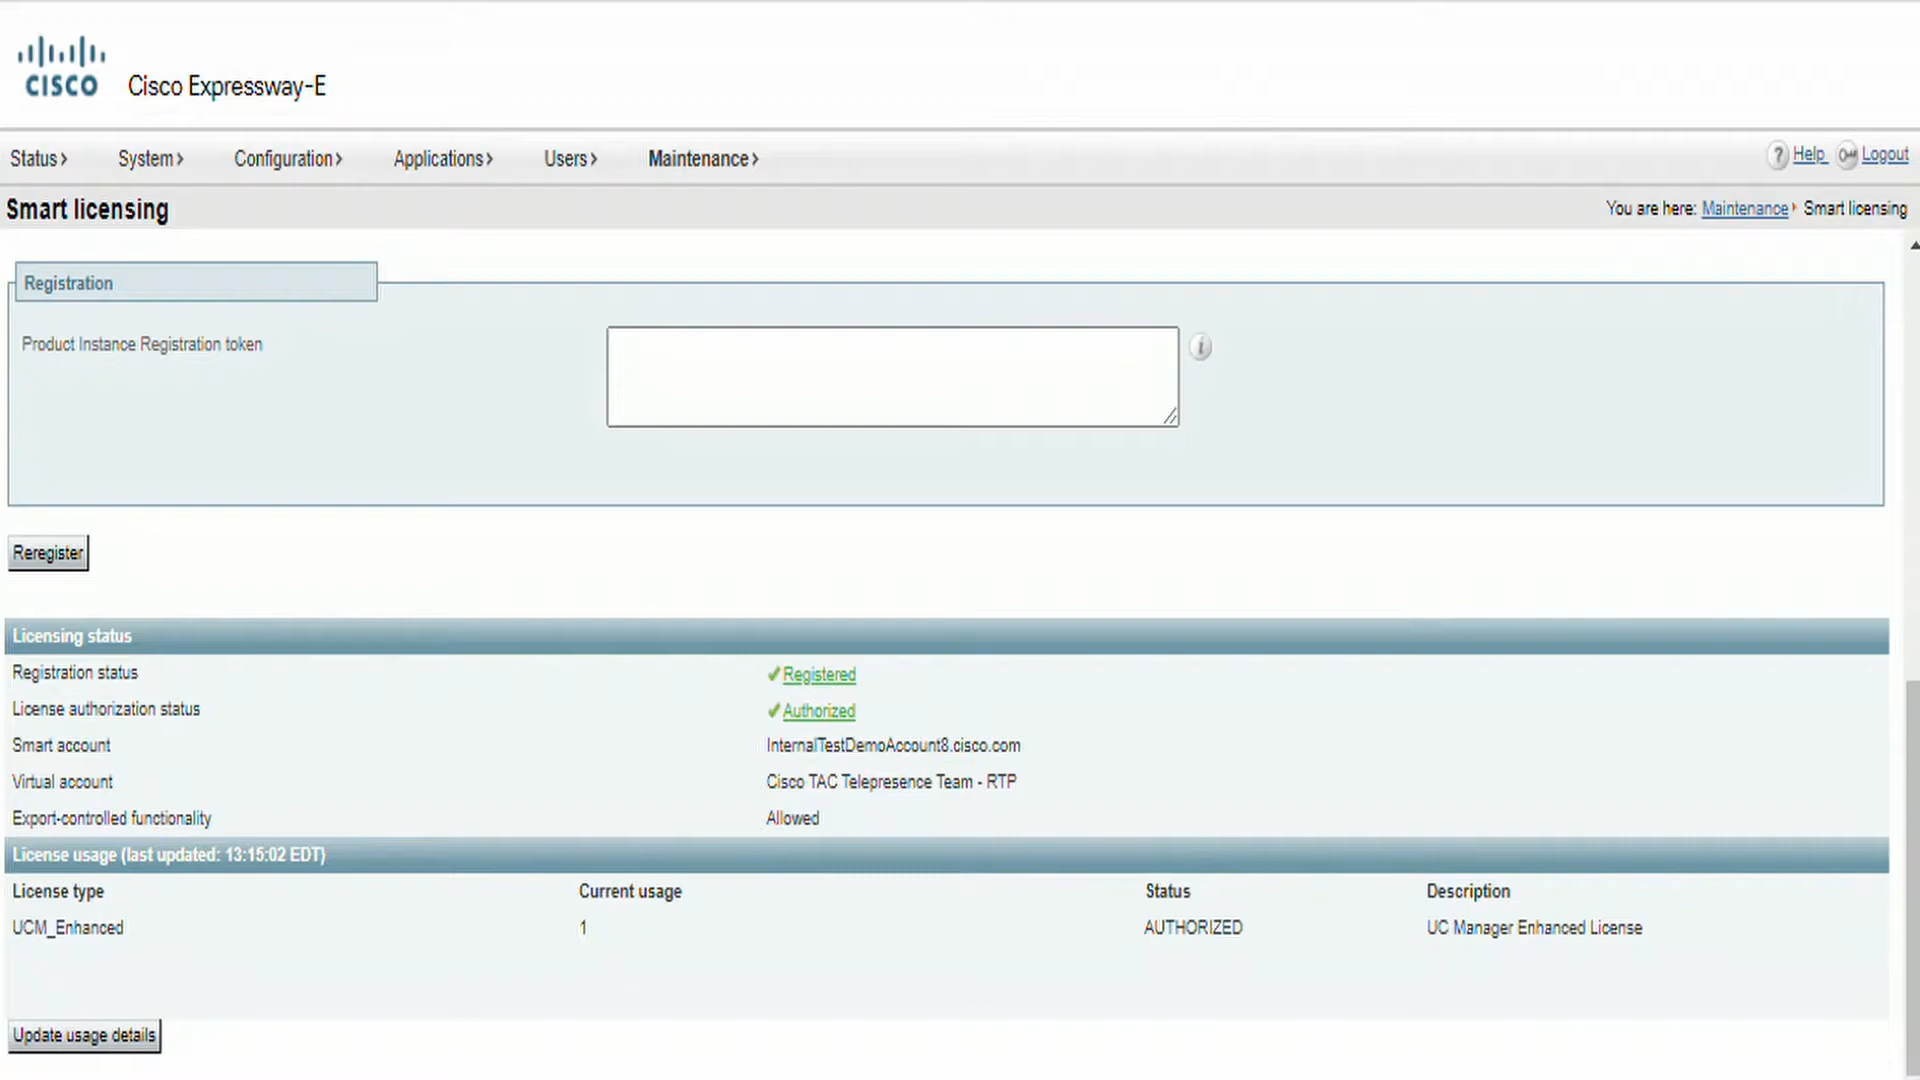 CISCO Cisco Expressway-E
Status› System› Configuration› Applications› Users› Maintenance› ? Help Logout
Smart licensing You are here: Maintenance Smart licensing
Registration
Product Instance Registration token i
Reregister
Licensing status
Registration status ✔Registered
License authorization status ✔Authorized
Smart account InternalTestDemoAccount8.cisco.com
Virtual account Cisco TAC Telepresence Team - RTP
Export-controlled functionality Allowed
License usage (last updated: 13:15:02 EDT)
License type Current usage Status Description
UCM_Enhanced 1 AUTHORIZED UC Manager Enhanced License
Update usage details